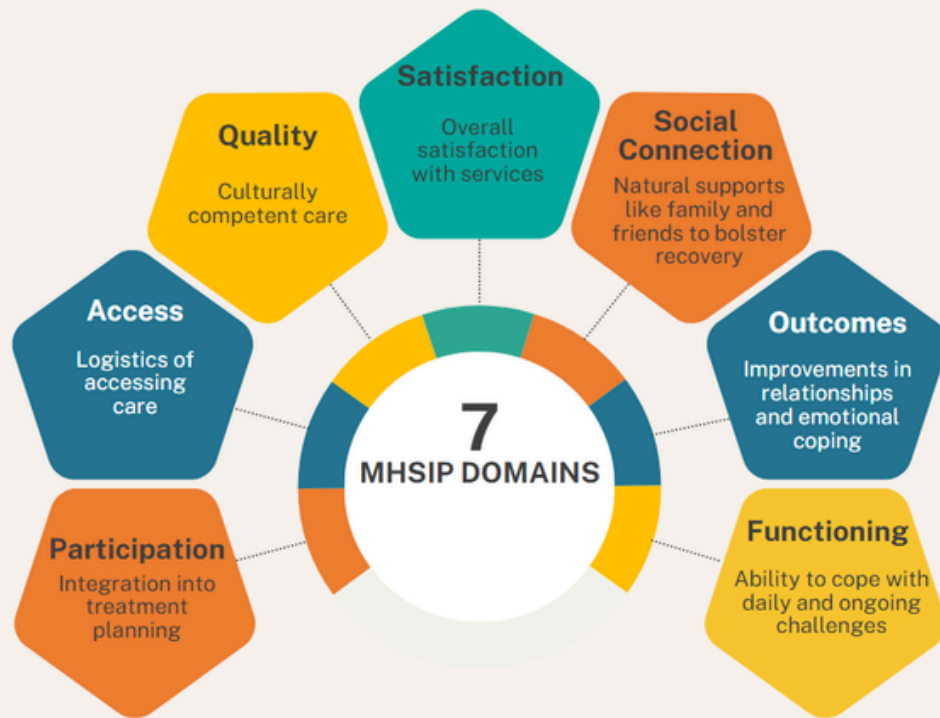 Satisfaction
Overall
satisfaction
with services
Quality
Culturally
competent care
Social
Connection
Natural supports
like family and
friends to bolster
recovery
Access
Logistics of
accessing
care
Outcomes
Improvements in
relationships
and emotional
coping
7
MHSIP DOMAINS
Participation
Integration into
treatment
planning
Functioning
Ability to cope with
daily and ongoing
challenges